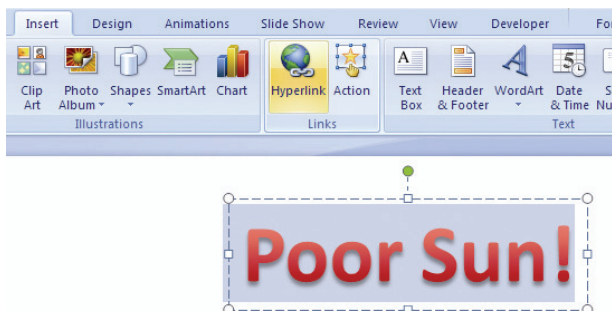 Insert Design Animations Slide Show Review View Developer
Clip Art Photo Album Shapes SmartArt Chart Hyperlink Action A Text Box Header & Footer WordArt Date & Time
Illustrations Links Text
Poor Sun!